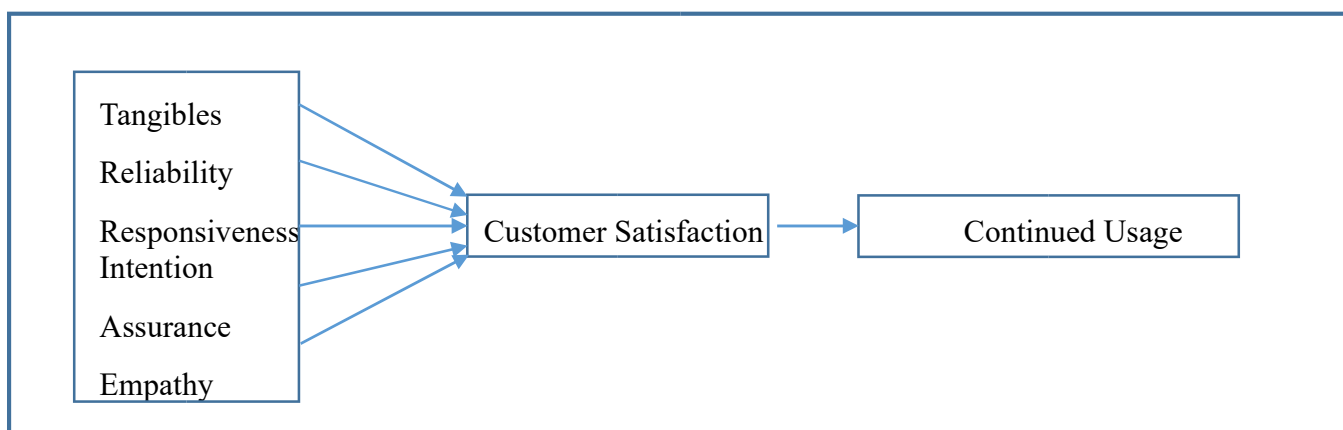 Tangibles
Reliability
Responsiveness Customer Satisfaction Continued Usage
Intention
Assurance
Empathy